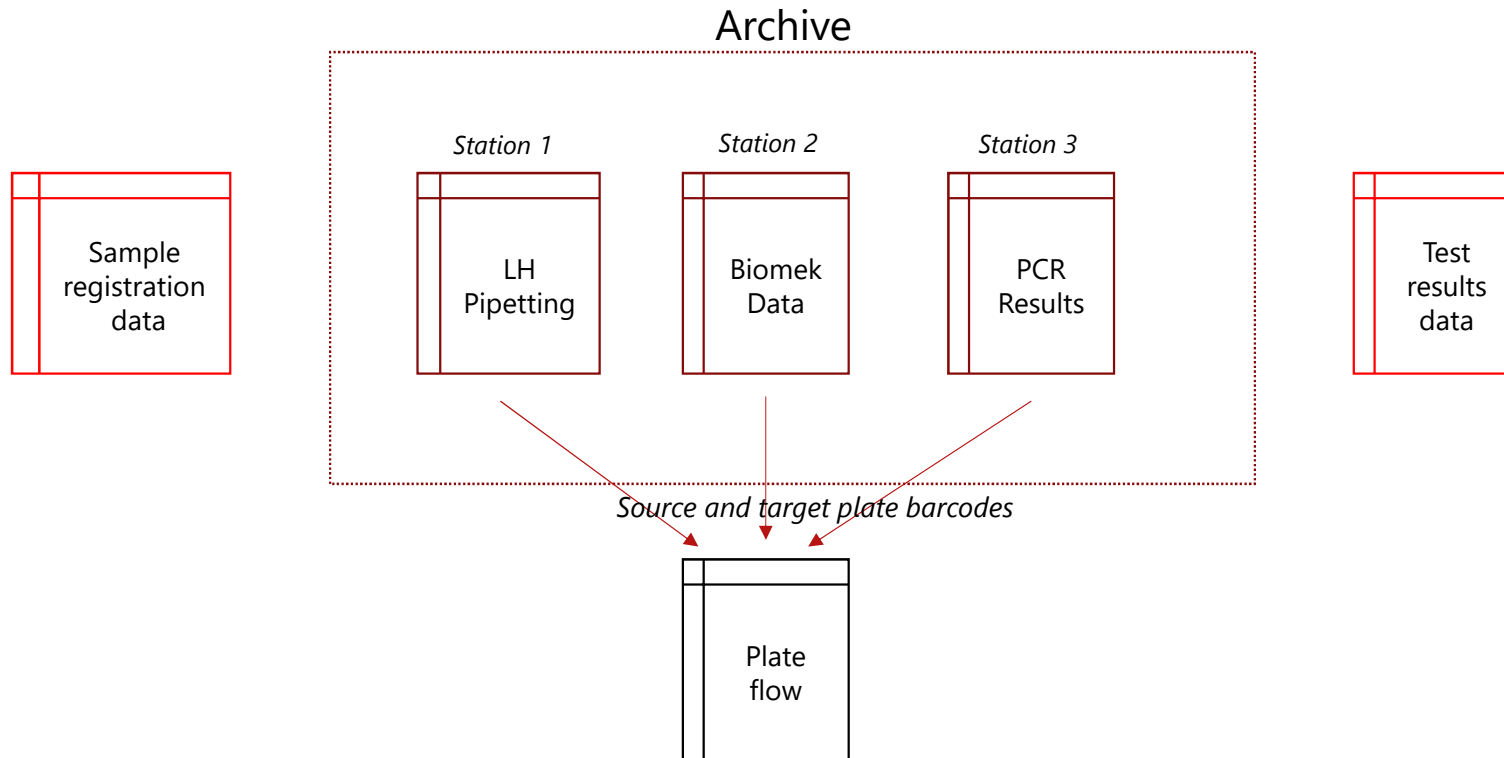 Archive
Station 1
Station 2
Station 3
Sample
registration
data
LH
Pipetting
Biomek
Data
PCR
Results
Test
results
data
Source and target plate barcodes
Plate
flow